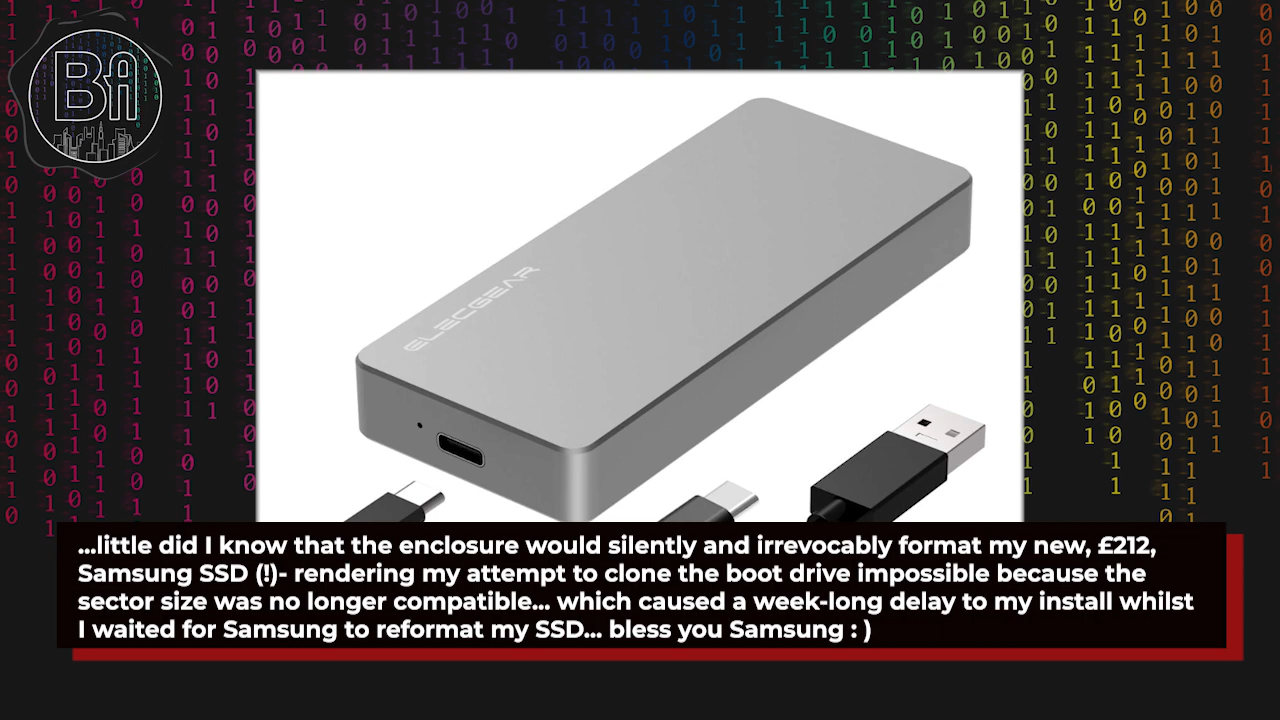 BA
ELECGEAR
...little did I know that the enclosure would silently and irrevocably format my new, £212,
Samsung SSD (!)- rendering my attempt to clone the boot drive impossible because the
sector size was no longer compatible... which caused a week-long delay to my install whilst
I waited for Samsung to reformat my SSD... bless you Samsung : )